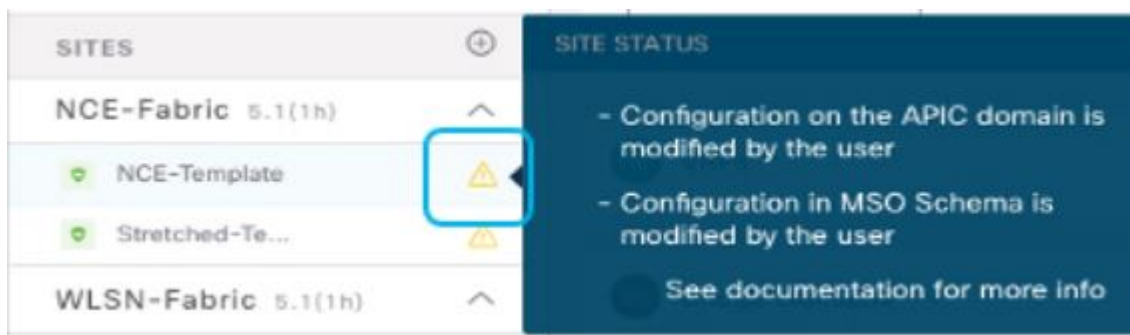 SITES
NCE-Fabric 5.1(1h)
NCE-Template
Stretched-Te...
WLSN-Fabric 5.1(1h)
SITE STATUS
- Configuration on the APIC domain is
modified by the user
- Configuration in MSO Schema is
modified by the user
See documentation for more info